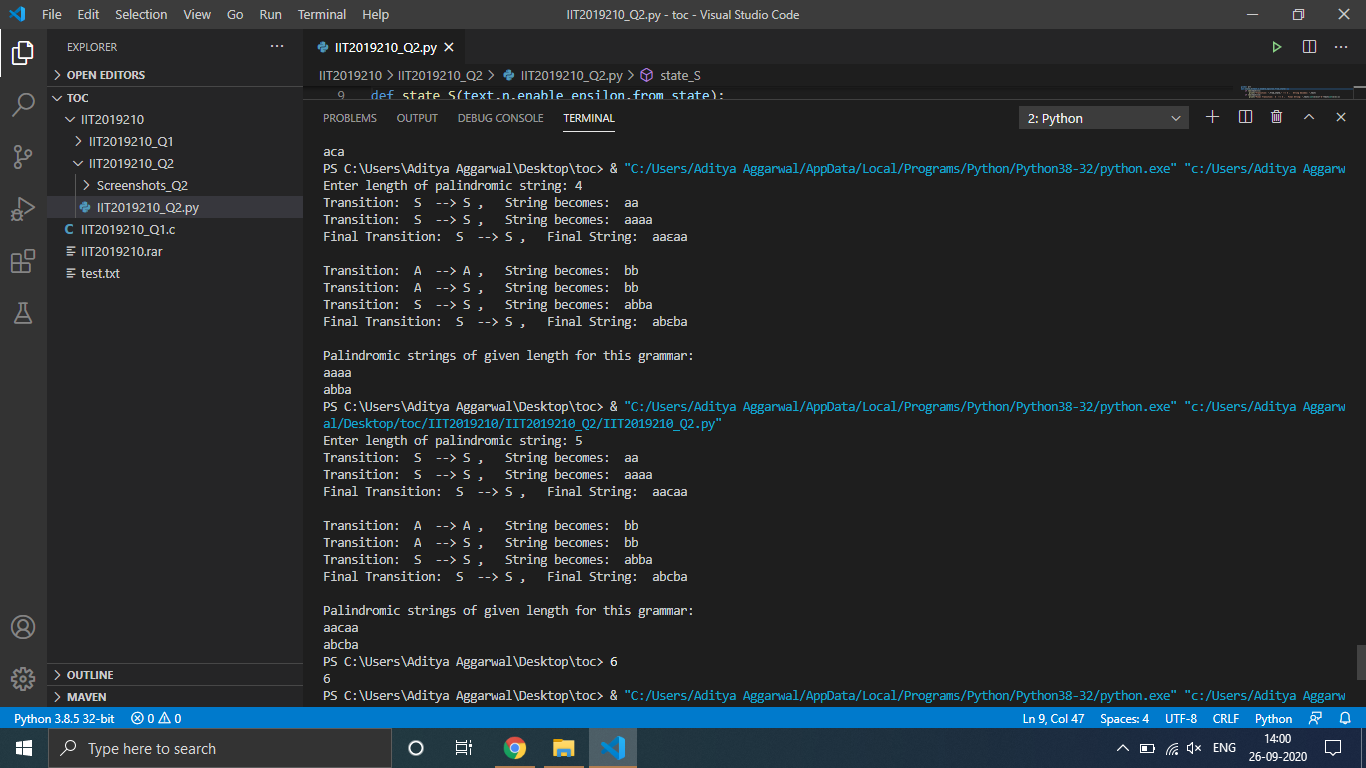 File Edit Selection View Go Run Terminal Help IIT2019210_Q2.py - toc - Visual Studio Code
EXPLORER
OPEN EDITORS
TOC
IIT2019210
IIT2019210_Q1
IIT2019210_Q2
Screenshots_Q2
IIT2019210_Q2.py
IIT2019210_Q1.c
IIT2019210.rar
test.txt
OUTLINE
MAVEN
IIT2019210_Q2.py
IIT2019210 > IIT2019210_Q2 > IIT2019210_Q2.py > state_S
9 def state_S(text,n,enable_epsilon,from_state):
PROBLEMS OUTPUT DEBUG CONSOLE TERMINAL 2: Python
aca
PS C:\Users\Aditya Aggarwal\Desktop\toc> & "C:/Users/Aditya Aggarwal/AppData/Local/Programs/Python/Python38-32/python.exe" "c:/Users/Aditya Aggarw
Enter length of palindromic string: 4
Transition:  S  --> S ,   String becomes:  aa
Transition:  S  --> S ,   String becomes:  aaaa
Final Transition:  S  --> S ,   Final String:  aaεaa
Transition:  A  --> A ,   String becomes:  bb
Transition:  A  --> S ,   String becomes:  bb
Transition:  S  --> S ,   String becomes:  abba
Final Transition:  S  --> S ,   Final String:  abεba
Palindromic strings of given length for this grammar:
aaaa
abba
PS C:\Users\Aditya Aggarwal\Desktop\toc> & "C:/Users/Aditya Aggarwal/AppData/Local/Programs/Python/Python38-32/python.exe" "c:/Users/Aditya Aggarw
al/Desktop/toc/IIT2019210/IIT2019210_Q2/IIT2019210_Q2.py"
Enter length of palindromic string: 5
Transition:  S  --> S ,   String becomes:  aa
Transition:  S  --> S ,   String becomes:  aaaa
Final Transition:  S  --> S ,   Final String:  aacaa
Transition:  A  --> A ,   String becomes:  bb
Transition:  A  --> S ,   String becomes:  bb
Transition:  S  --> S ,   String becomes:  abba
Final Transition:  S  --> S ,   Final String:  abcba
Palindromic strings of given length for this grammar:
aacaa
abcba
PS C:\Users\Aditya Aggarwal\Desktop\toc> 6
6
PS C:\Users\Aditya Aggarwal\Desktop\toc> & "C:/Users/Aditya Aggarwal/AppData/Local/Programs/Python/Python38-32/python.exe" "c:/Users/Aditya Aggarw
Python 3.8.5 32-bit 0 0 Ln 9, Col 47 Spaces: 4 UTF-8 CRLF Python
Type here to search ENG 14:00
26-09-2020